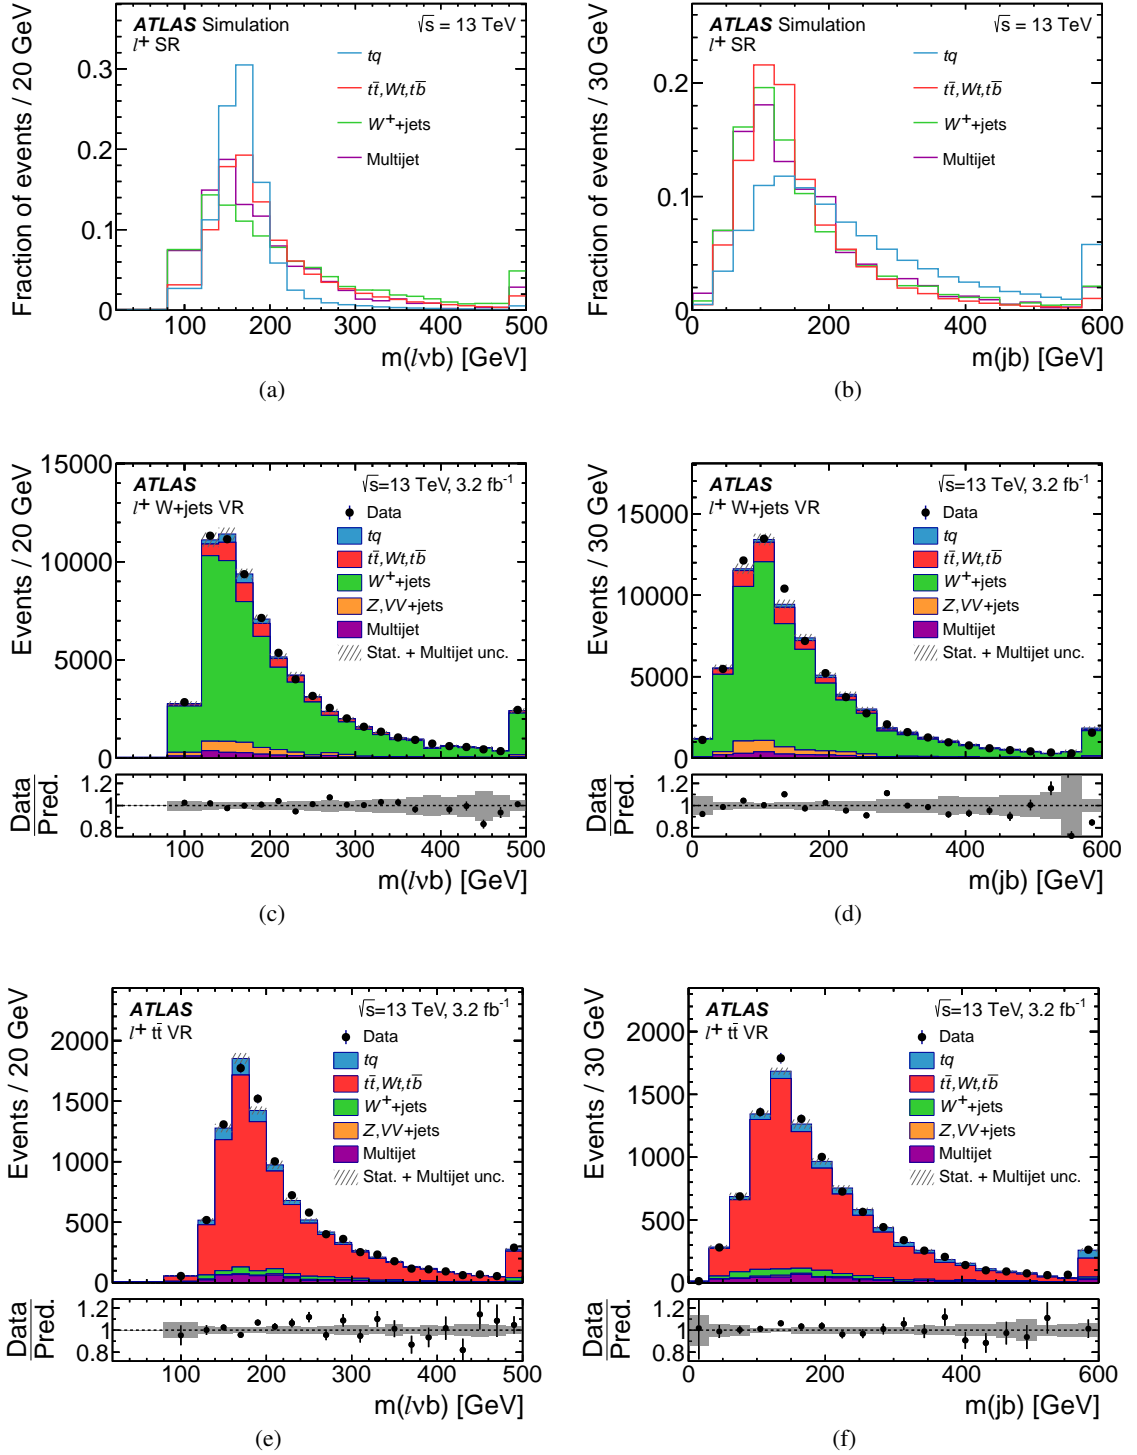 Fraction of events / 20 GeV
ATLAS Simulation
√s = 13 TeV
l⁺ SR
tq
tt̄,Wt,tb̄
W⁺+jets
Multijet
0.3
0.2
0.1
0
100 200 300 400 500
m(lνb) [GeV]
(a)
Fraction of events / 30 GeV
ATLAS Simulation
√s = 13 TeV
l⁺ SR
tq
tt̄,Wt,tb̄
W⁺+jets
Multijet
0.2
0.1
0
0 200 400 600
m(jb) [GeV]
(b)
Events / 20 GeV
ATLAS
√s=13 TeV, 3.2 fb⁻¹
l⁺ W+jets VR
Data
tq
tt̄,Wt,tb̄
W⁺+jets
Z,VV+jets
Multijet
Stat. + Multijet unc.
15000
10000
5000
0
Data
Pred.
1.2
1
0.8
100 200 300 400 500
m(lνb) [GeV]
(c)
Events / 30 GeV
ATLAS
√s=13 TeV, 3.2 fb⁻¹
l⁺ W+jets VR
Data
tq
tt̄,Wt,tb̄
W⁺+jets
Z,VV+jets
Multijet
Stat. + Multijet unc.
15000
10000
5000
0
Data
Pred.
1.2
1
0.8
0 200 400 600
m(jb) [GeV]
(d)
Events / 20 GeV
ATLAS
√s=13 TeV, 3.2 fb⁻¹
l⁺ tt̄ VR
Data
tq
tt̄,Wt,tb̄
W⁺+jets
Z,VV+jets
Multijet
Stat. + Multijet unc.
2000
1500
1000
500
0
Data
Pred.
1.2
1
0.8
100 200 300 400 500
m(lνb) [GeV]
(e)
Events / 30 GeV
ATLAS
√s=13 TeV, 3.2 fb⁻¹
l⁺ tt̄ VR
Data
tq
tt̄,Wt,tb̄
W⁺+jets
Z,VV+jets
Multijet
Stat. + Multijet unc.
2000
1500
1000
500
0
Data
Pred.
1.2
1
0.8
0 200 400 600
m(jb) [GeV]
(f)